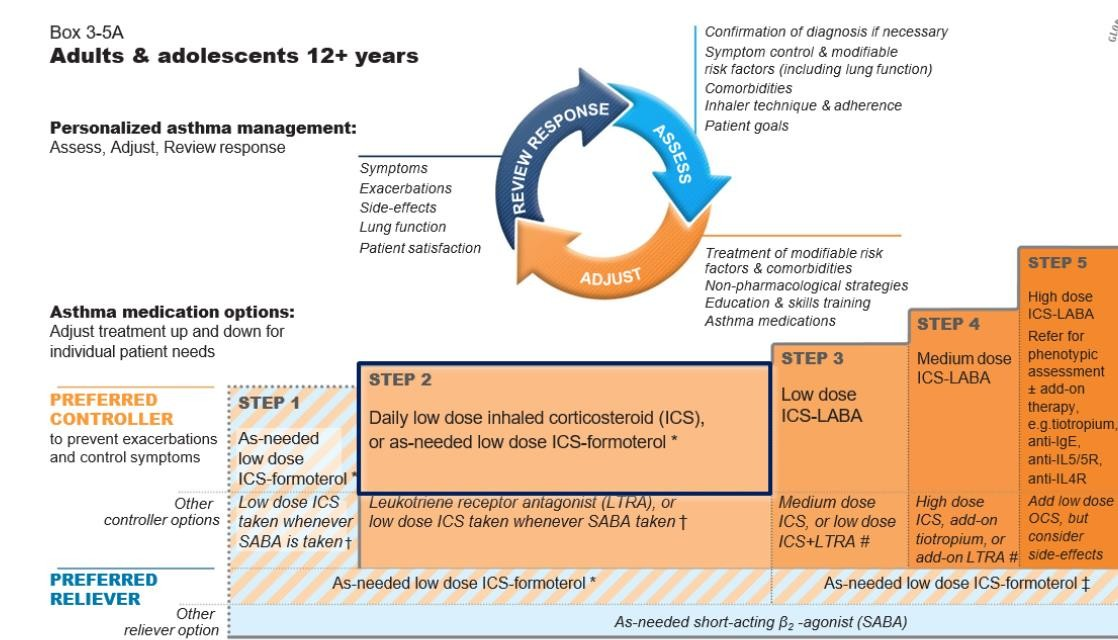 Box 3-5A
Adults & adolescents 12+ years
Personalized asthma management:
Assess, Adjust, Review response
REVIEW RESPONSE
ASSESS
ADJUST
Confirmation of diagnosis if necessary
Symptom control & modifiable
risk factors (including lung function)
Comorbidities
Inhaler technique & adherence
Patient goals
Symptoms
Exacerbations
Side-effects
Lung function
Patient satisfaction
Treatment of modifiable risk
factors & comorbidities
Non-pharmacological strategies
Education & skills training
Asthma medications
Asthma medication options:
Adjust treatment up and down for
individual patient needs
PREFERRED
CONTROLLER
to prevent exacerbations
and control symptoms
STEP 1
As-needed
low dose
ICS-formoterol *
STEP 2
Daily low dose inhaled corticosteroid (ICS),
or as-needed low dose ICS-formoterol *
STEP 3
Low dose
ICS-LABA
STEP 4
Medium dose
ICS-LABA
STEP 5
High dose
ICS-LABA
Refer for
phenotypic
assessment
± add-on
therapy,
e.g.tiotropium,
anti-IgE,
anti-IL5/5R,
anti-IL4R
Other
controller options
Low dose ICS
taken whenever
SABA is taken †
Leukotriene receptor antagonist (LTRA), or
low dose ICS taken whenever SABA taken †
Medium dose
ICS, or low dose
ICS+LTRA #
High dose
ICS, add-on
tiotropium, or
add-on LTRA #
Add low dose
OCS, but
consider
side-effects
PREFERRED
RELIEVER
As-needed low dose ICS-formoterol *
As-needed low dose ICS-formoterol ‡
Other
reliever option
As-needed short-acting β₂ -agonist (SABA)